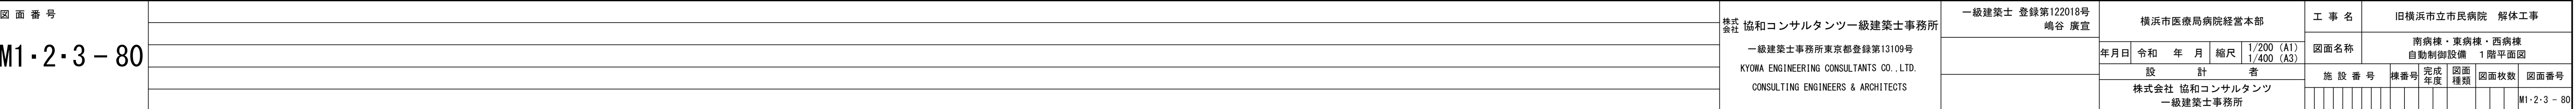 図面番号
M1・2・3－80
株式会社 協和コンサルタンツ一級建築士事務所
一級建築士事務所東京都登録第13109号
KYOWA ENGINEERING CONSULTANTS CO.,LTD.
CONSULTING ENGINEERS & ARCHITECTS
一級建築士 登録第122018号
嶋谷 廣宣
横浜市医療局病院経営本部
年月日 令和 年 月 縮尺 1/200 (A1)
1/400 (A3)
設 計 者
株式会社 協和コンサルタンツ
一級建築士事務所
工事名 旧横浜市立市民病院 解体工事
図面名称 南病棟・東病棟・西病棟
自動制御設備 1階平面図
施設番号 棟番号 完成年度 図面種類 図面枚数 図面番号
M1・2・3 - 80